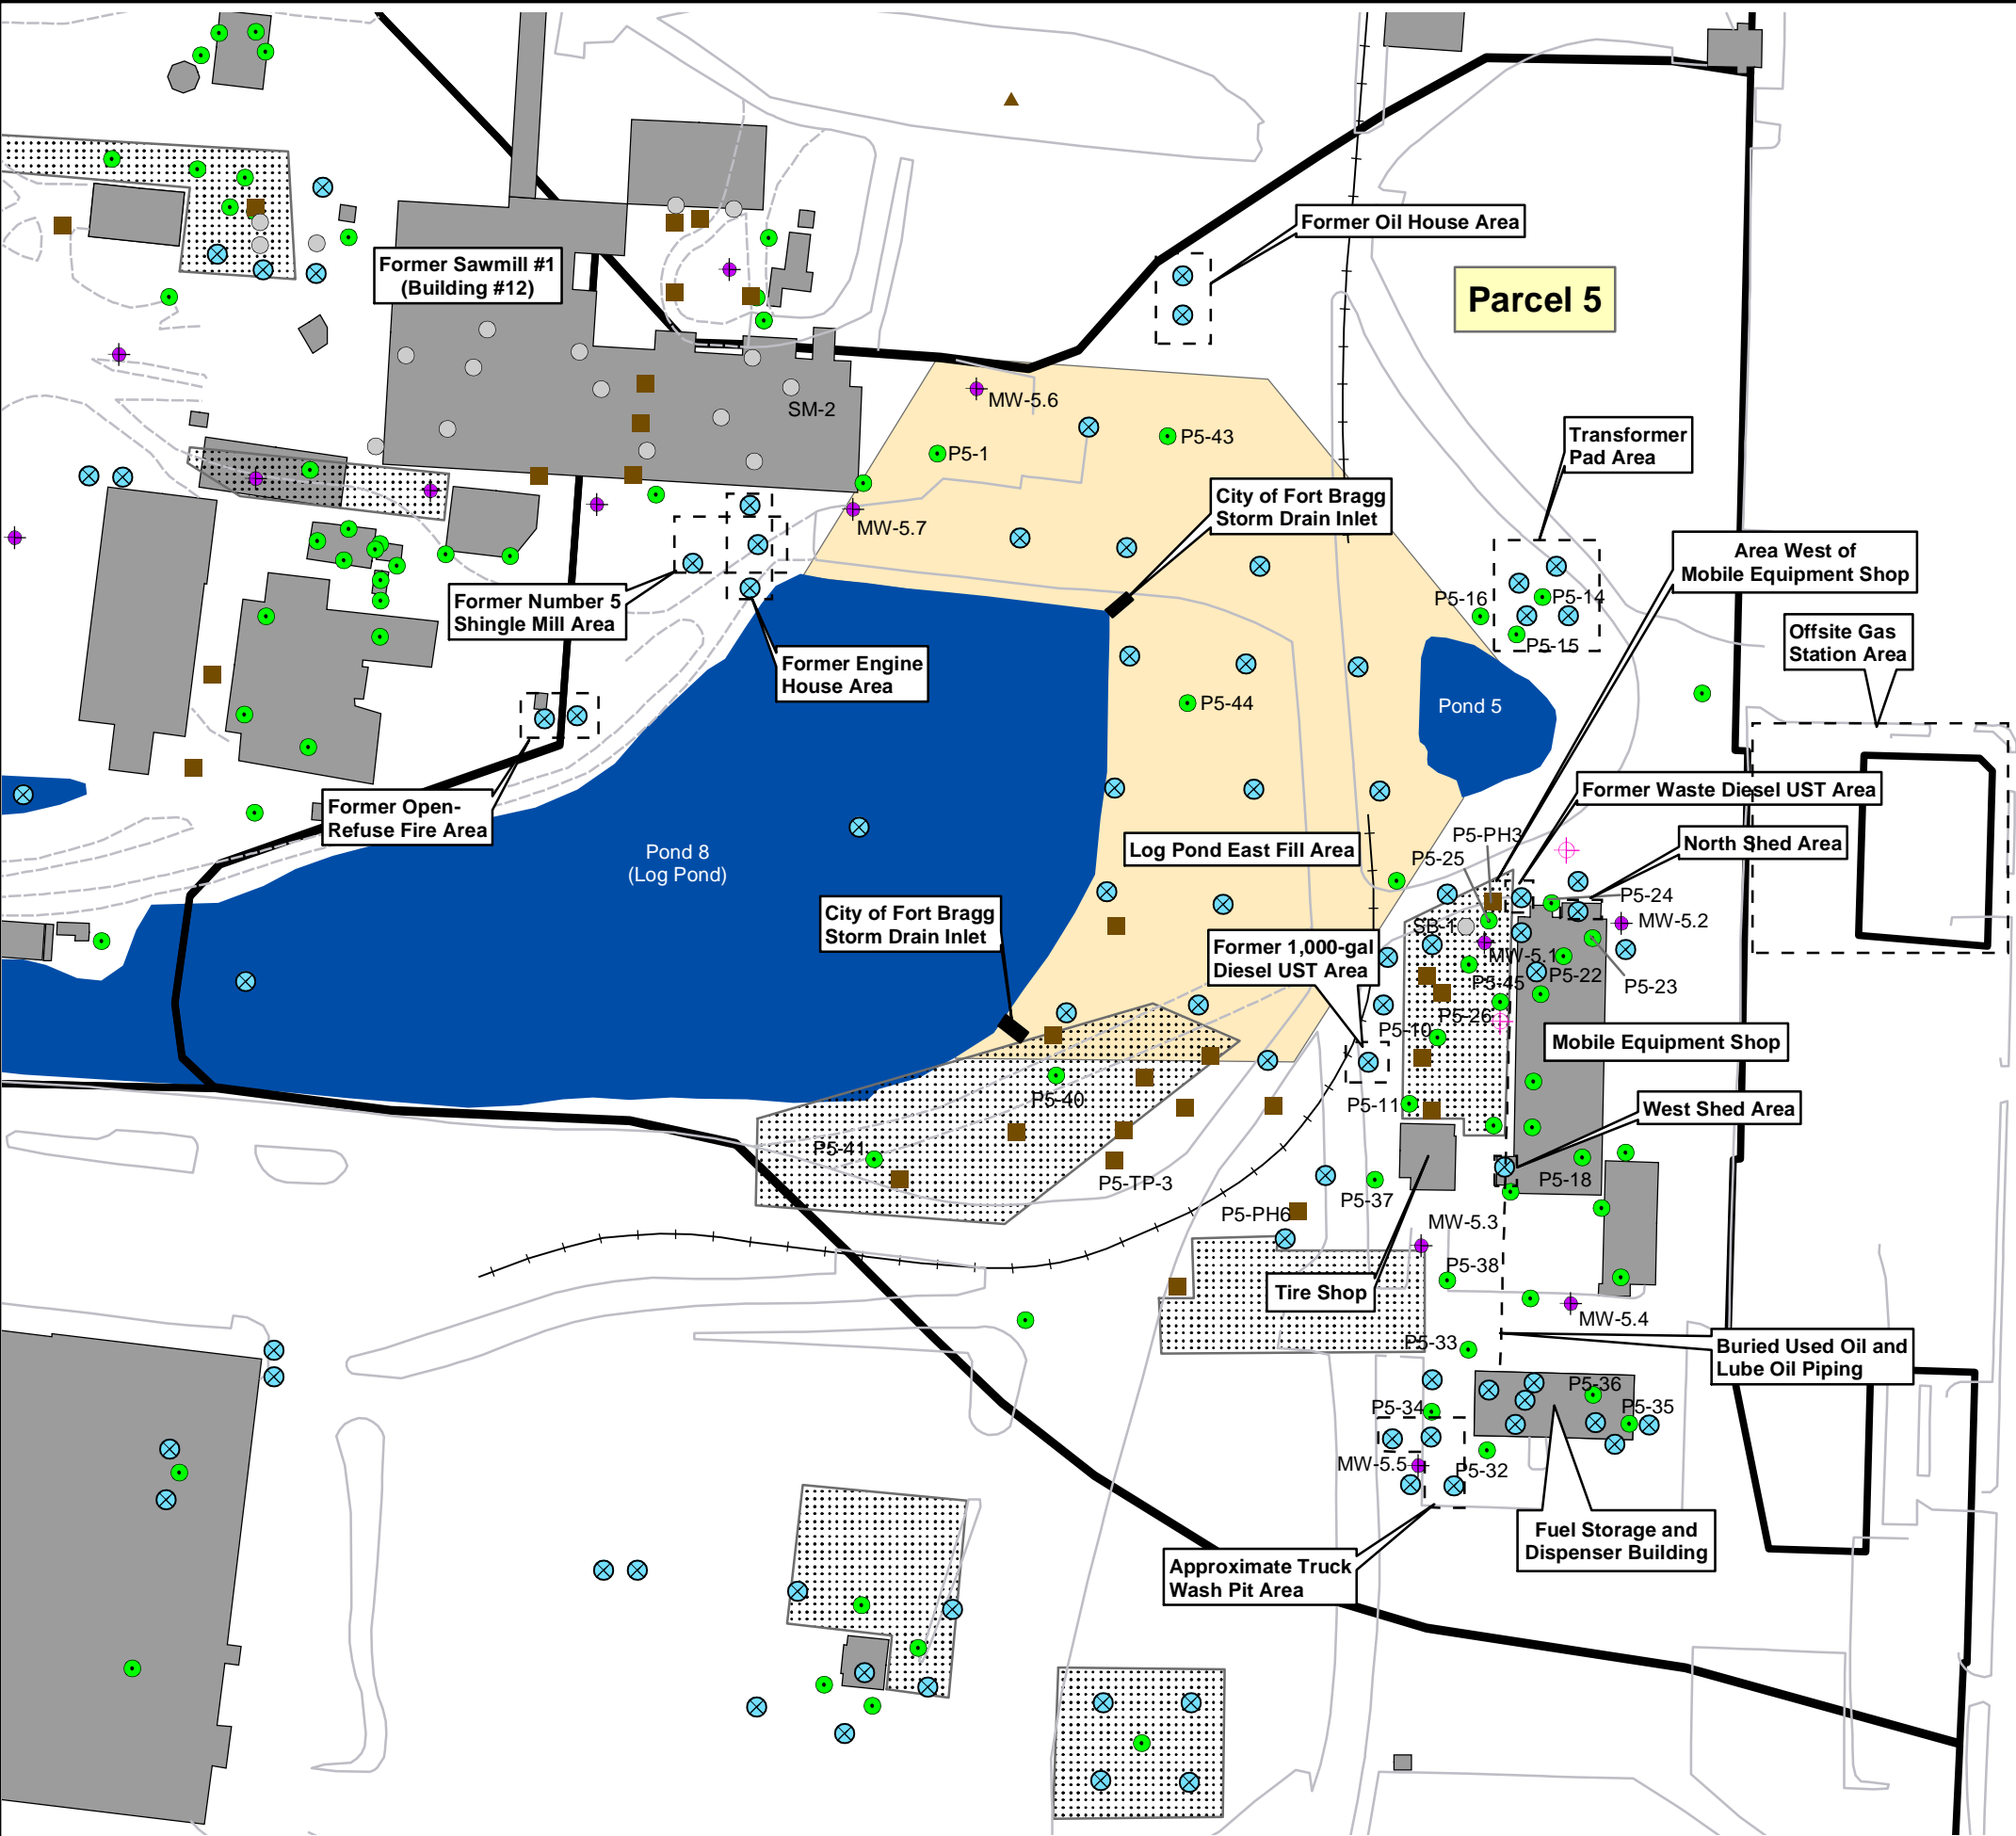 Former Oil House Area
Former Sawmill #1
(Building #12)
Parcel 5
MW-5.6
SM-2
P5-43
P5-1
Transformer
Pad Area
City of Fort Bragg
Storm Drain Inlet
MW-5.7
Area West of
Mobile Equipment Shop
Former Number 5
Shingle Mill Area
P5-16
P5-14
P5-15
Offsite Gas
Station Area
Former Engine
House Area
P5-44
Pond 5
Former Open-
Refuse Fire Area
Former Waste Diesel UST Area
Pond 8
(Log Pond)
Log Pond East Fill Area
P5-PH3
P5-25
North Shed Area
P5-24
City of Fort Bragg
Storm Drain Inlet
MW-5.2
SB-1
Former 1,000-gal
Diesel UST Area
MW-5.1
P5-22
P5-45
P5-23
P5-26
P5-10
Mobile Equipment Shop
P5-40
P5-11
West Shed Area
P5-41
P5-TP-3
P5-18
P5-37
P5-PH6
MW-5.3
P5-38
Tire Shop
MW-5.4
P5-33
Buried Used Oil and
Lube Oil Piping
P5-36
P5-34
P5-35
MW-5.5
P5-32
Fuel Storage and
Dispenser Building
Approximate Truck
Wash Pit Area